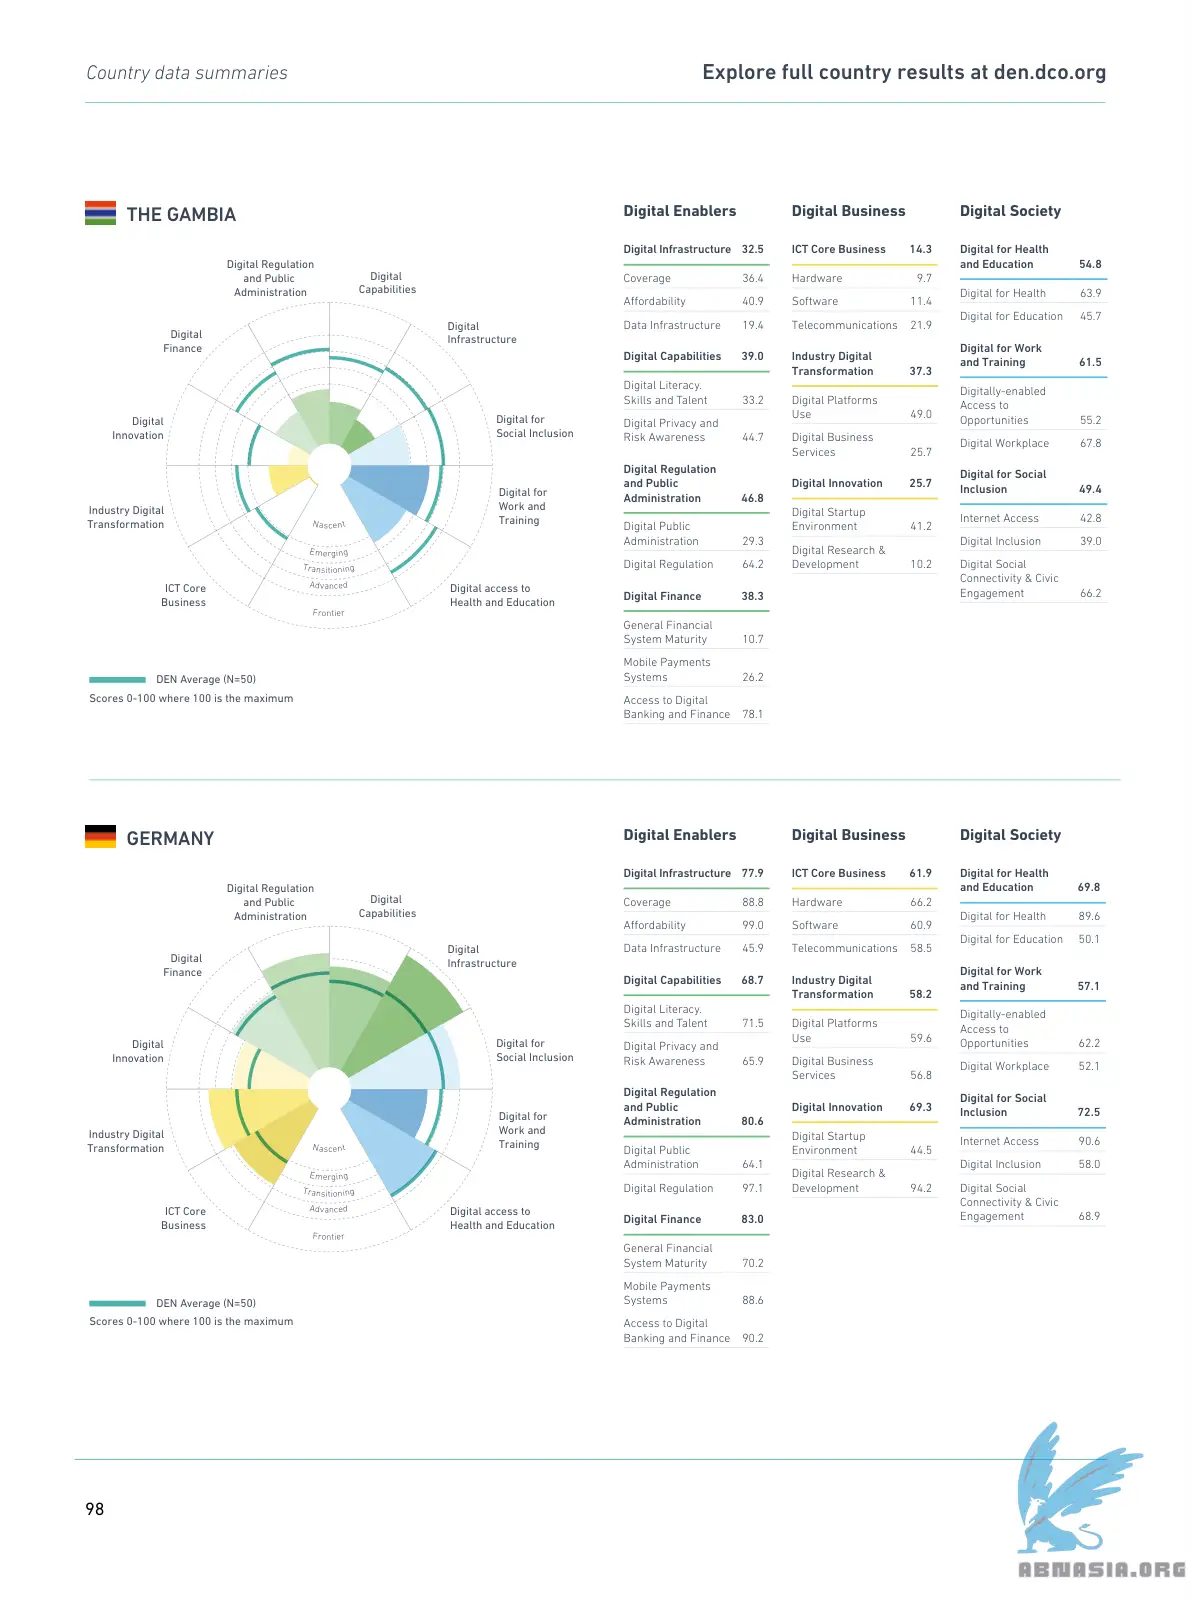 Country data summaries
Explore full country results at den.dco.org
THE GAMBIA
Digital Regulation
and Public
Administration
Digital
Capabilities
Digital
Infrastructure
Digital
Finance
Digital
Innovation
Digital for
Social Inclusion
Industry Digital
Transformation
Digital for
Work and
Training
ICT Core
Business
Digital access to
Health and Education
Nascent
Emerging
Transitioning
Advanced
Frontier
DEN Average (N=50)
Scores 0-100 where 100 is the maximum
Digital Enablers
Digital Infrastructure 32.5
Coverage 36.4
Affordability 40.9
Data Infrastructure 19.4
Digital Capabilities 39.0
Digital Literacy.
Skills and Talent 33.2
Digital Privacy and
Risk Awareness 44.7
Digital Regulation
and Public
Administration 46.8
Digital Public
Administration 29.3
Digital Regulation 64.2
Digital Finance 38.3
General Financial
System Maturity 10.7
Mobile Payments
Systems 26.2
Access to Digital
Banking and Finance 78.1
Digital Business
ICT Core Business 14.3
Hardware 9.7
Software 11.4
Telecommunications 21.9
Industry Digital
Transformation 37.3
Digital Platforms
Use 49.0
Digital Business
Services 25.7
Digital Innovation 25.7
Digital Startup
Environment 41.2
Digital Research &
Development 10.2
Digital Society
Digital for Health
and Education 54.8
Digital for Health 63.9
Digital for Education 45.7
Digital for Work
and Training 61.5
Digitally-enabled
Access to
Opportunities 55.2
Digital Workplace 67.8
Digital for Social
Inclusion 49.4
Internet Access 42.8
Digital Inclusion 39.0
Digital Social
Connectivity & Civic
Engagement 66.2
GERMANY
Digital Regulation
and Public
Administration
Digital
Capabilities
Digital
Infrastructure
Digital
Finance
Digital
Innovation
Digital for
Social Inclusion
Industry Digital
Transformation
Digital for
Work and
Training
ICT Core
Business
Digital access to
Health and Education
Nascent
Emerging
Transitioning
Advanced
Frontier
DEN Average (N=50)
Scores 0-100 where 100 is the maximum
Digital Enablers
Digital Infrastructure 77.9
Coverage 88.8
Affordability 99.0
Data Infrastructure 45.9
Digital Capabilities 68.7
Digital Literacy.
Skills and Talent 71.5
Digital Privacy and
Risk Awareness 65.9
Digital Regulation
and Public
Administration 80.6
Digital Public
Administration 64.1
Digital Regulation 97.1
Digital Finance 83.0
General Financial
System Maturity 70.2
Mobile Payments
Systems 88.6
Access to Digital
Banking and Finance 90.2
Digital Business
ICT Core Business 61.9
Hardware 66.2
Software 60.9
Telecommunications 58.5
Industry Digital
Transformation 58.2
Digital Platforms
Use 59.6
Digital Business
Services 56.8
Digital Innovation 69.3
Digital Startup
Environment 44.5
Digital Research &
Development 94.2
Digital Society
Digital for Health
and Education 69.8
Digital for Health 89.6
Digital for Education 50.1
Digital for Work
and Training 57.1
Digitally-enabled
Access to
Opportunities 62.2
Digital Workplace 52.1
Digital for Social
Inclusion 72.5
Internet Access 90.6
Digital Inclusion 58.0
Digital Social
Connectivity & Civic
Engagement 68.9
98
ABNASIA.ORG